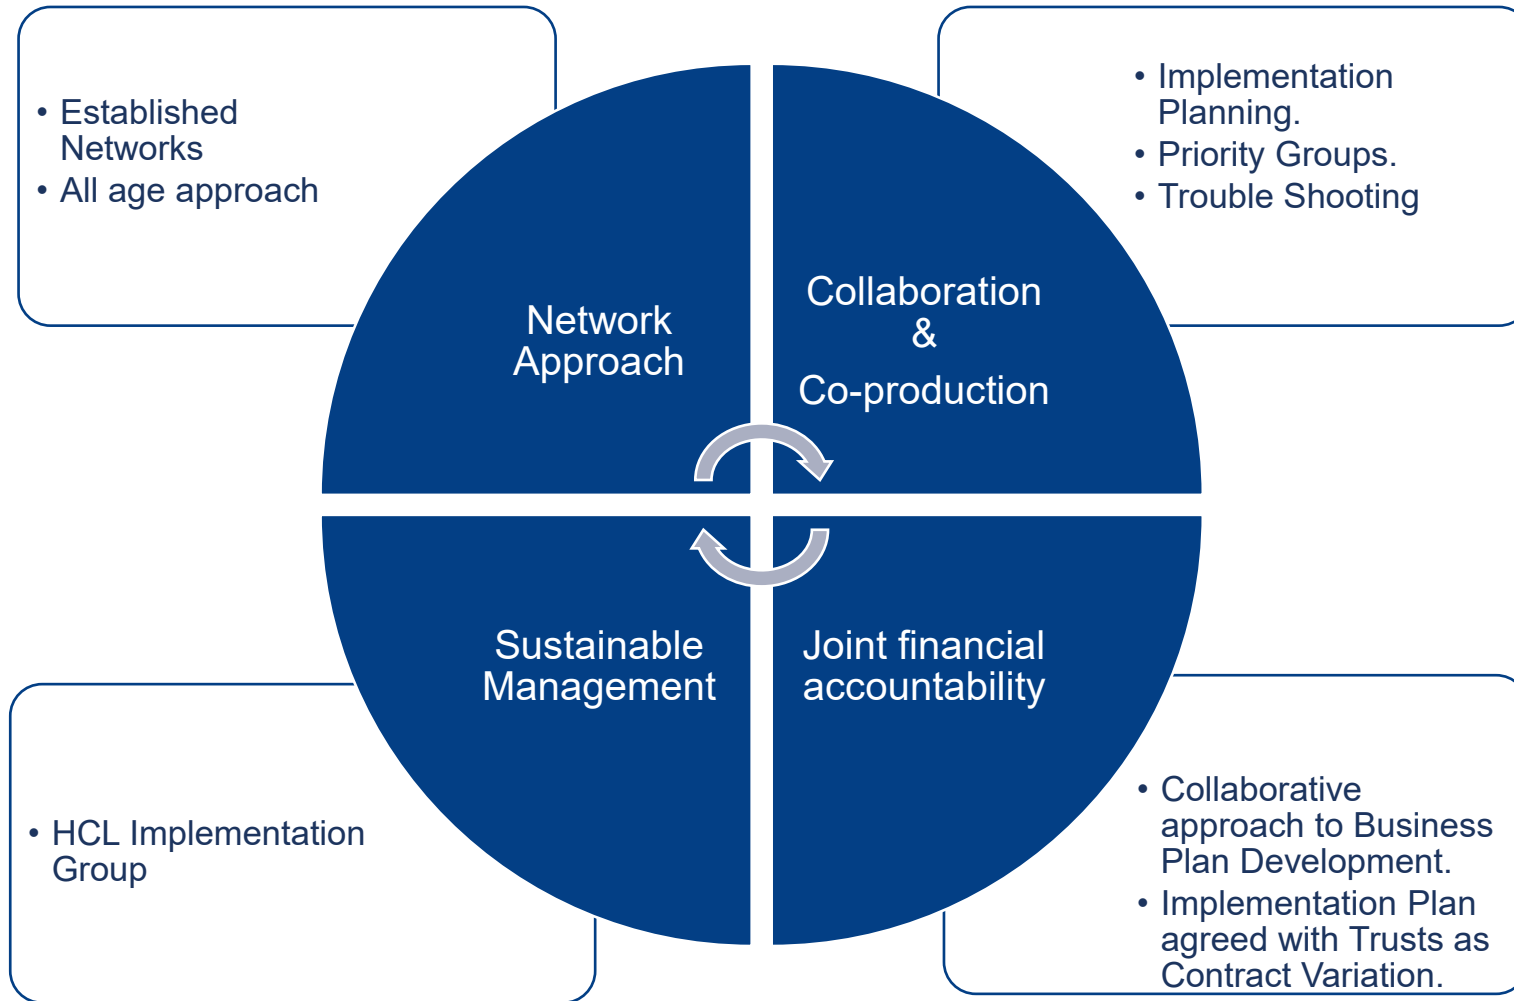 • Established
Networks
• All age approach
• Implementation
Planning.
• Priority Groups.
• Trouble Shooting
Network
Approach
Collaboration
&
Co-production
Sustainable
Management
Joint financial
accountability
• HCL Implementation
Group
• Collaborative
approach to Business
Plan Development.
• Implementation Plan
agreed with Trusts as
Contract Variation.